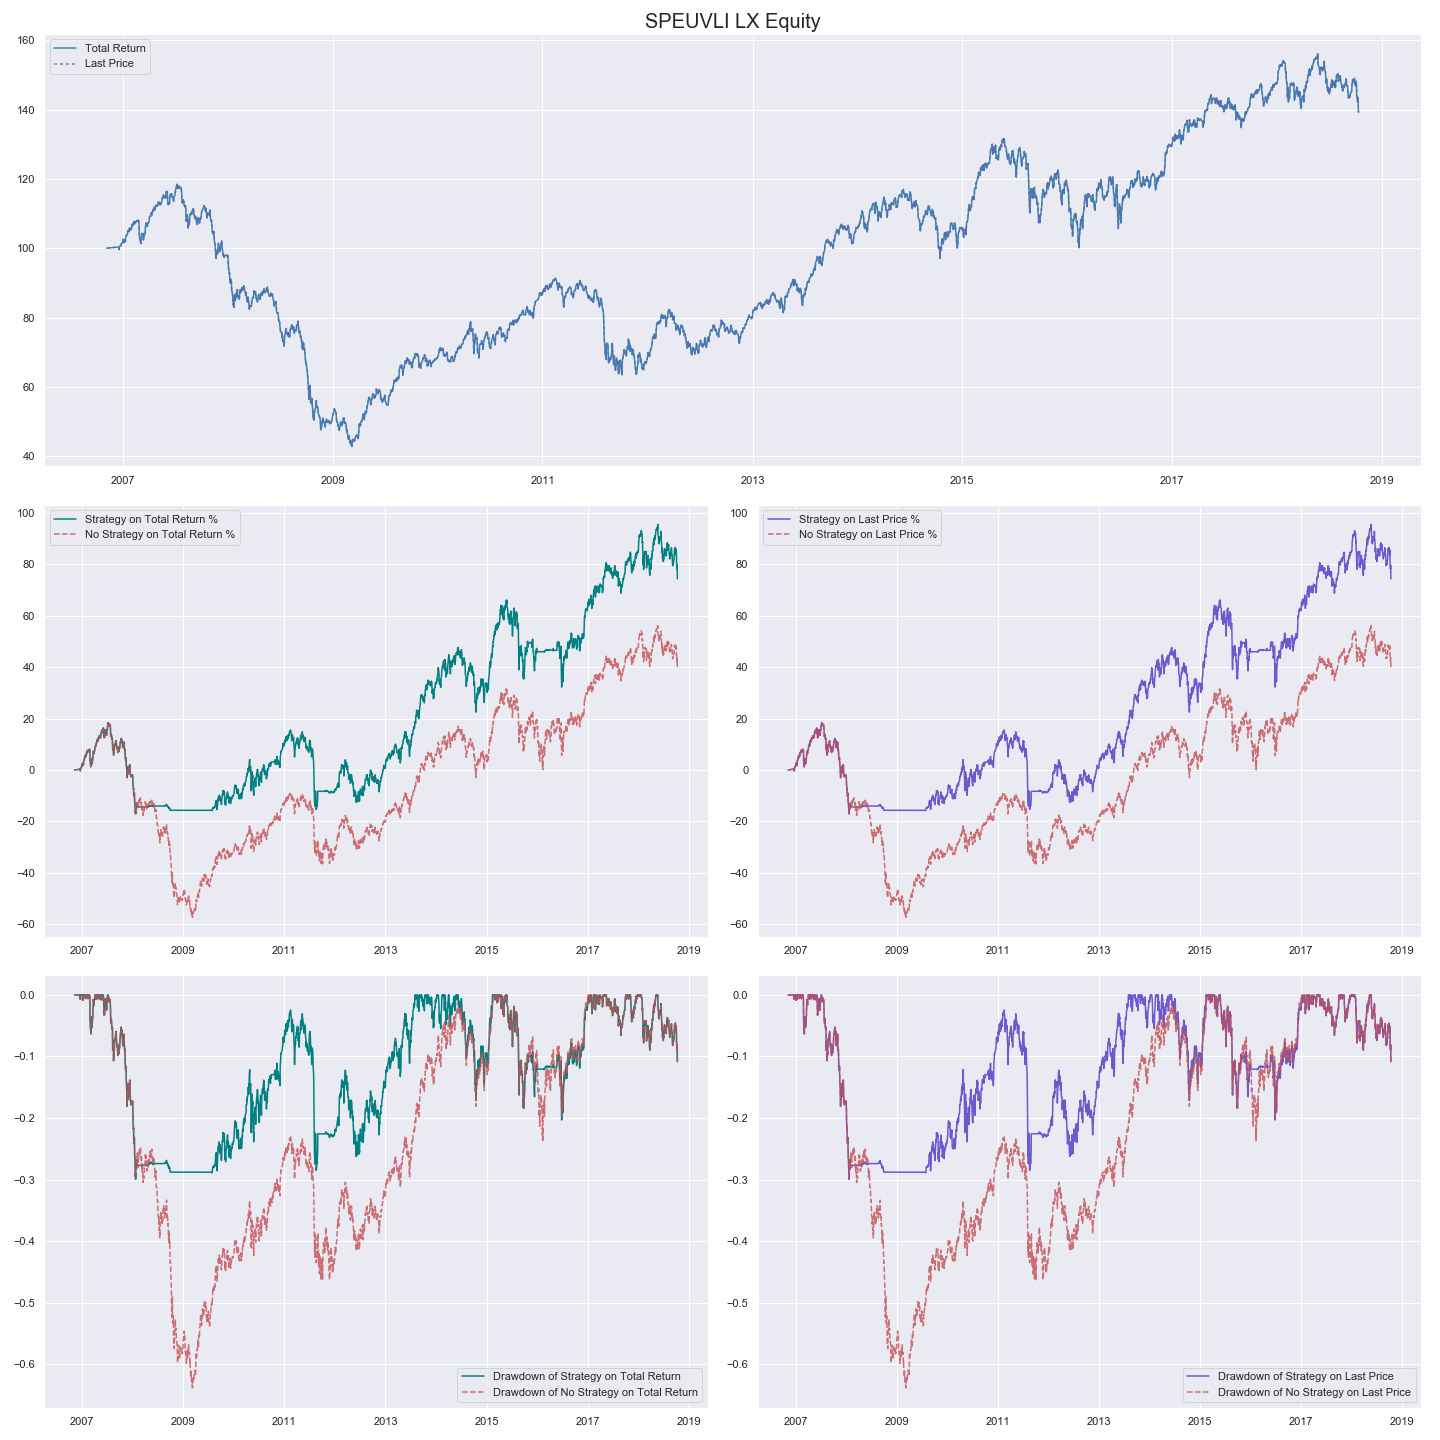 SPEUVLI LX Equity
Total Return
Last Price
160
140
120
100
80
60
40
2007 2009 2011 2013 2015 2017 2019
Strategy on Total Return %
No Strategy on Total Return %
100
80
60
40
20
0
−20
−40
−60
2007 2009 2011 2013 2015 2017 2019
Strategy on Last Price %
No Strategy on Last Price %
100
80
60
40
20
0
−20
−40
−60
2007 2009 2011 2013 2015 2017 2019
0.0
−0.1
−0.2
−0.3
−0.4
−0.5
−0.6
Drawdown of Strategy on Total Return
Drawdown of No Strategy on Total Return
2007 2009 2011 2013 2015 2017 2019
0.0
−0.1
−0.2
−0.3
−0.4
−0.5
−0.6
Drawdown of Strategy on Last Price
Drawdown of No Strategy on Last Price
2007 2009 2011 2013 2015 2017 2019